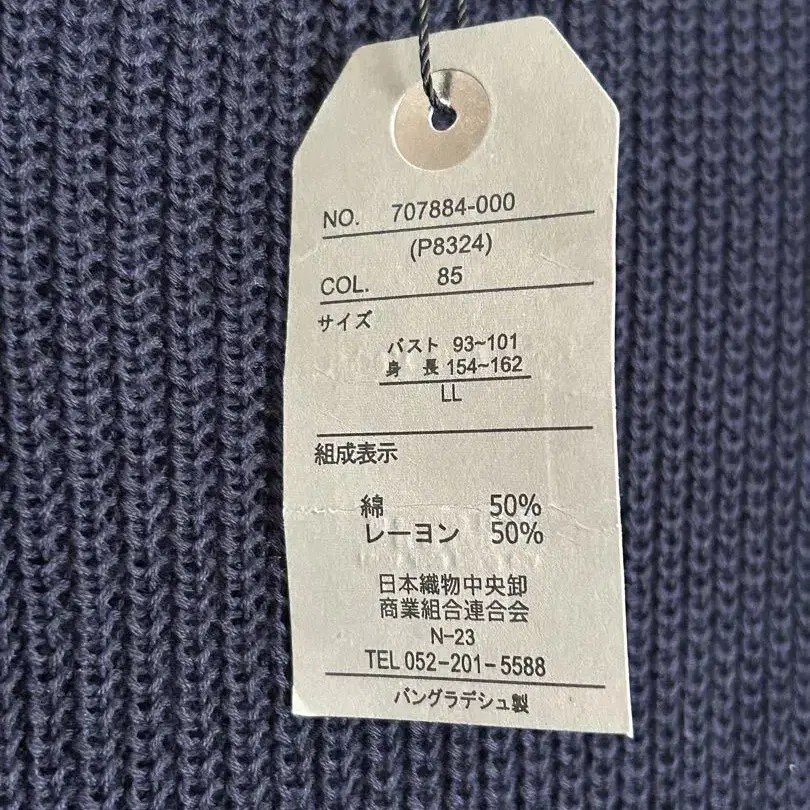 NO. 707884-000
(P8324)
COL. 85
サイズ
バスト 93~101
身 長 154~162
LL
組成表示
綿 50%
レーヨン 50%
日本織物中央卸
商業組合連合会
N-23
TEL 052-201-5588
バングラデシュ製